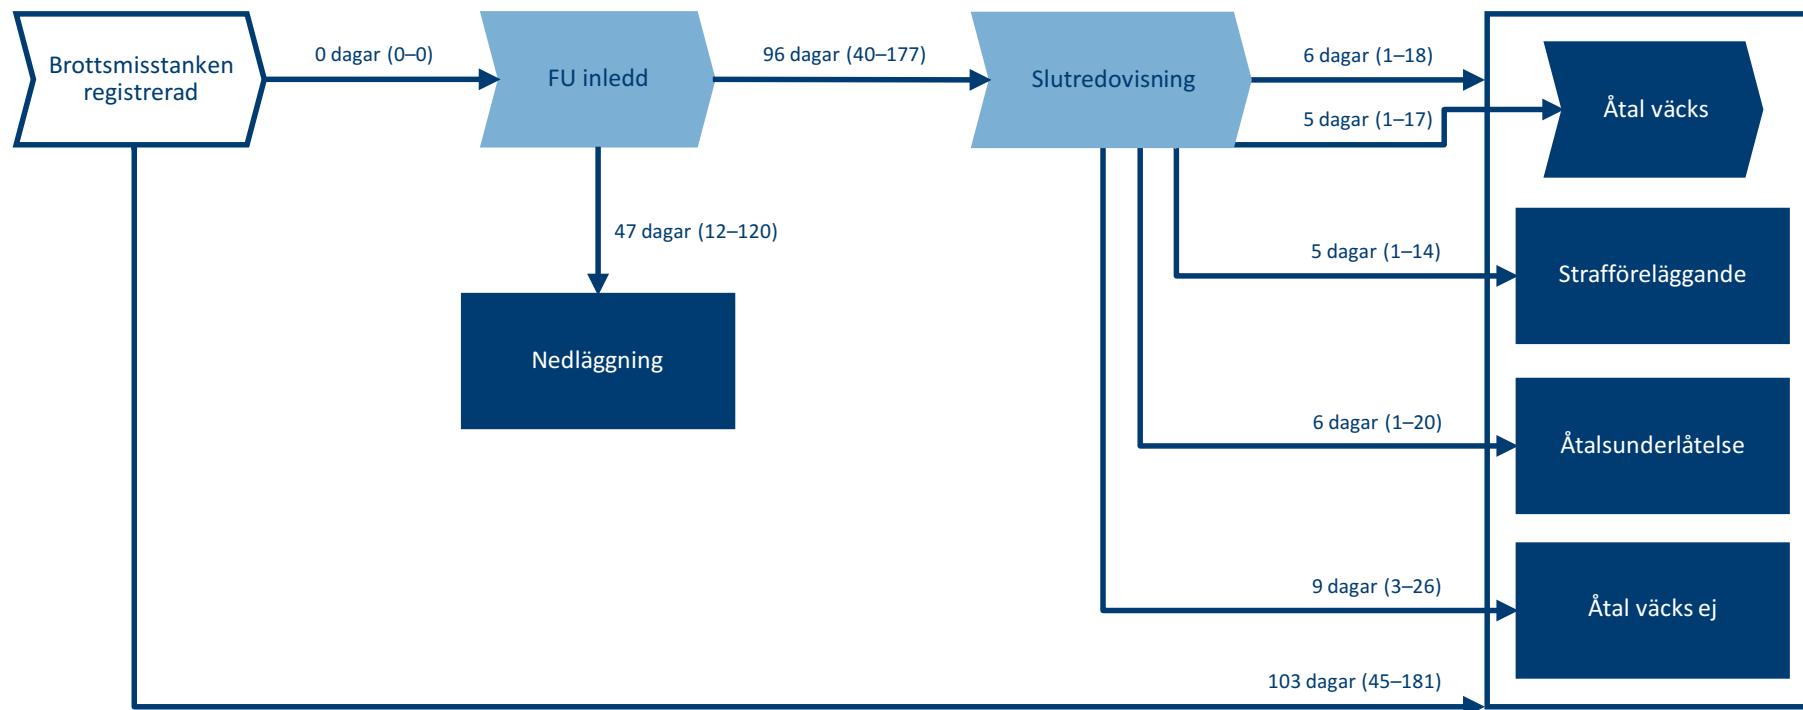 Brottsmisstanken
registrerad
0 dagar (0–0)
FU inledd
96 dagar (40–177)
Slutredovisning
6 dagar (1–18)
5 dagar (1–17)
Åtal väcks
47 dagar (12–120)
Nedläggning
5 dagar (1–14)
Strafföreläggande
6 dagar (1–20)
Åtalsunderlåtelse
9 dagar (3–26)
Åtal väcks ej
103 dagar (45–181)